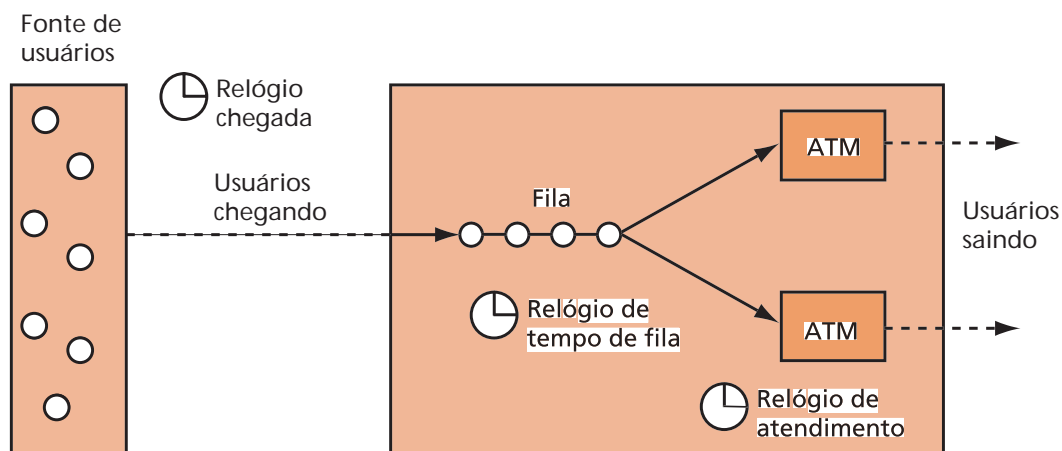 Fonte de
usuários
Relógio
chegada
Usuários
chegando
Fila
Relógio de
tempo de fila
ATM
ATM
Relógio de
atendimento
Usuários
saindo